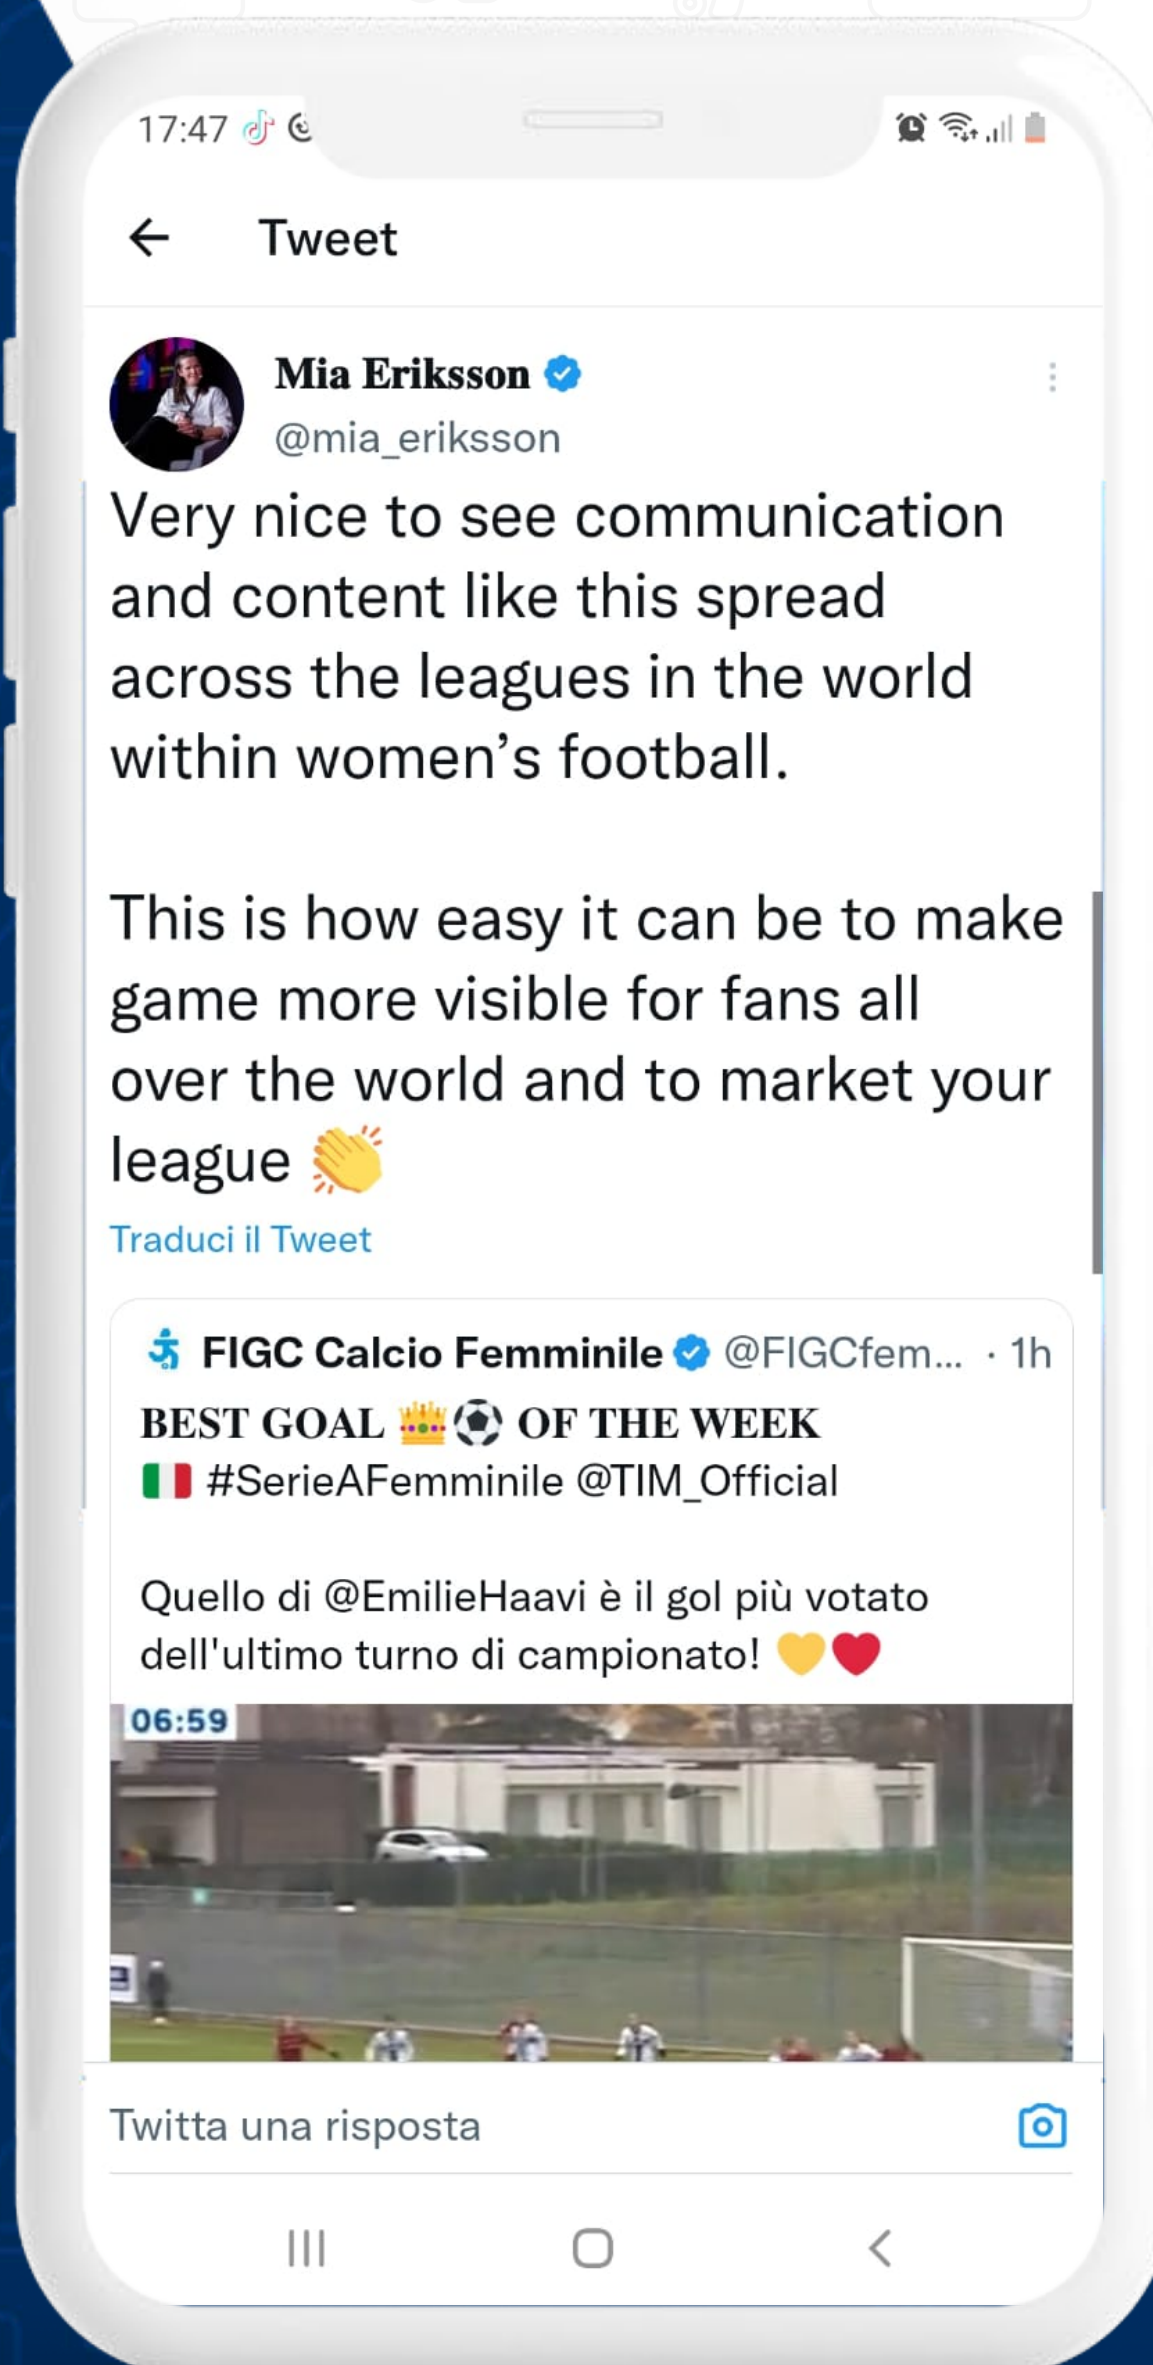 17:47
Tweet
Mia Eriksson
@mia_eriksson
Very nice to see communication
and content like this spread
across the leagues in the world
within women’s football.
This is how easy it can be to make
game more visible for fans all
over the world and to market your
league 👏
Traduci il Tweet
FIGC Calcio Femminile @FIGCfem... · 1h
BEST GOAL 👑⚽ OF THE WEEK
🇮🇹 #SerieAFemminile @TIM_Official
Quello di @EmilieHaavi è il gol più votato
dell'ultimo turno di campionato! 💛❤️
06:59
Twitta una risposta